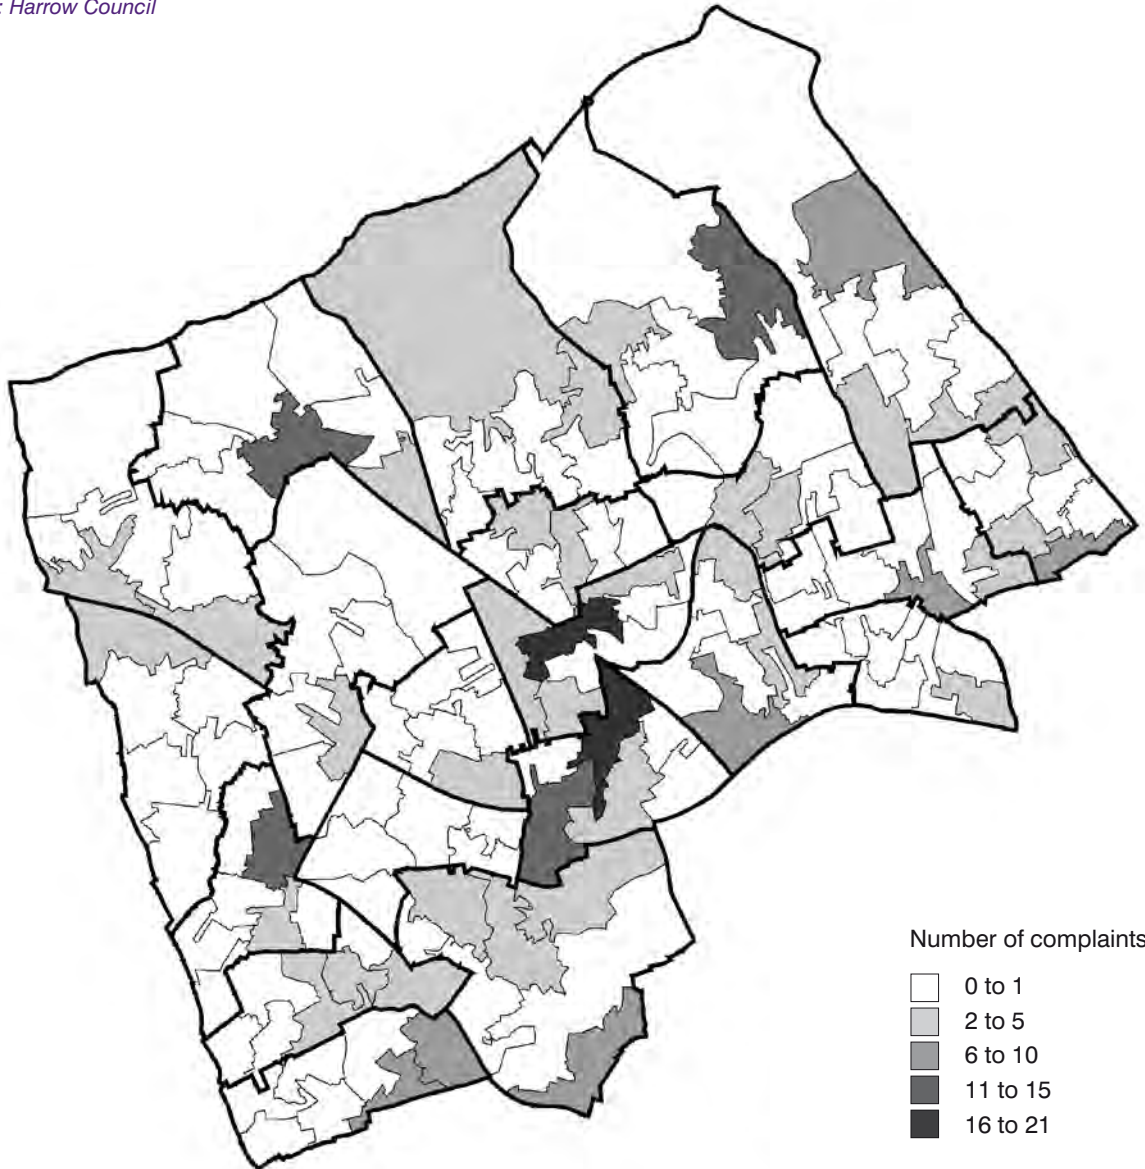 : Harrow Council
Number of complaints
0 to 1
2 to 5
6 to 10
11 to 15
16 to 21